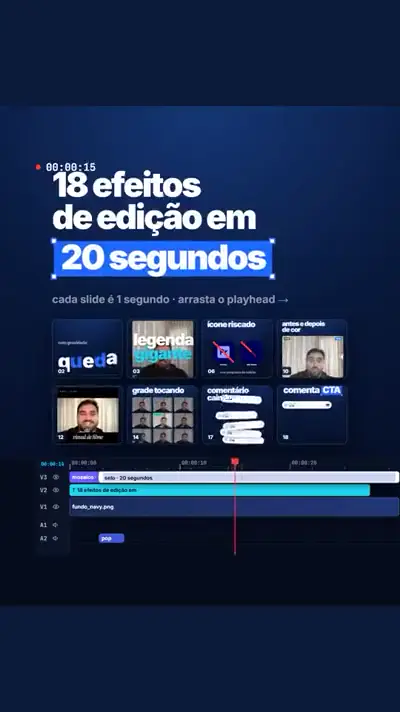 00:00:15
18 efeitos
de edição em
20 segundos
cada slide é 1 segundo · arrasta o playhead →
queda
02
legenda
gigante
03
ícone riscado
06
antes e depois
de cor
10
12
grade tocando
14
comentário
17
comenta CTA
18
00:00:15
00:00:00
00:00:10
00:00:20
V3
mosaico
selo · 20 segundos
V2
T 18 efeitos de edição em
V1
fundo_navy.png
A1
A2
pop